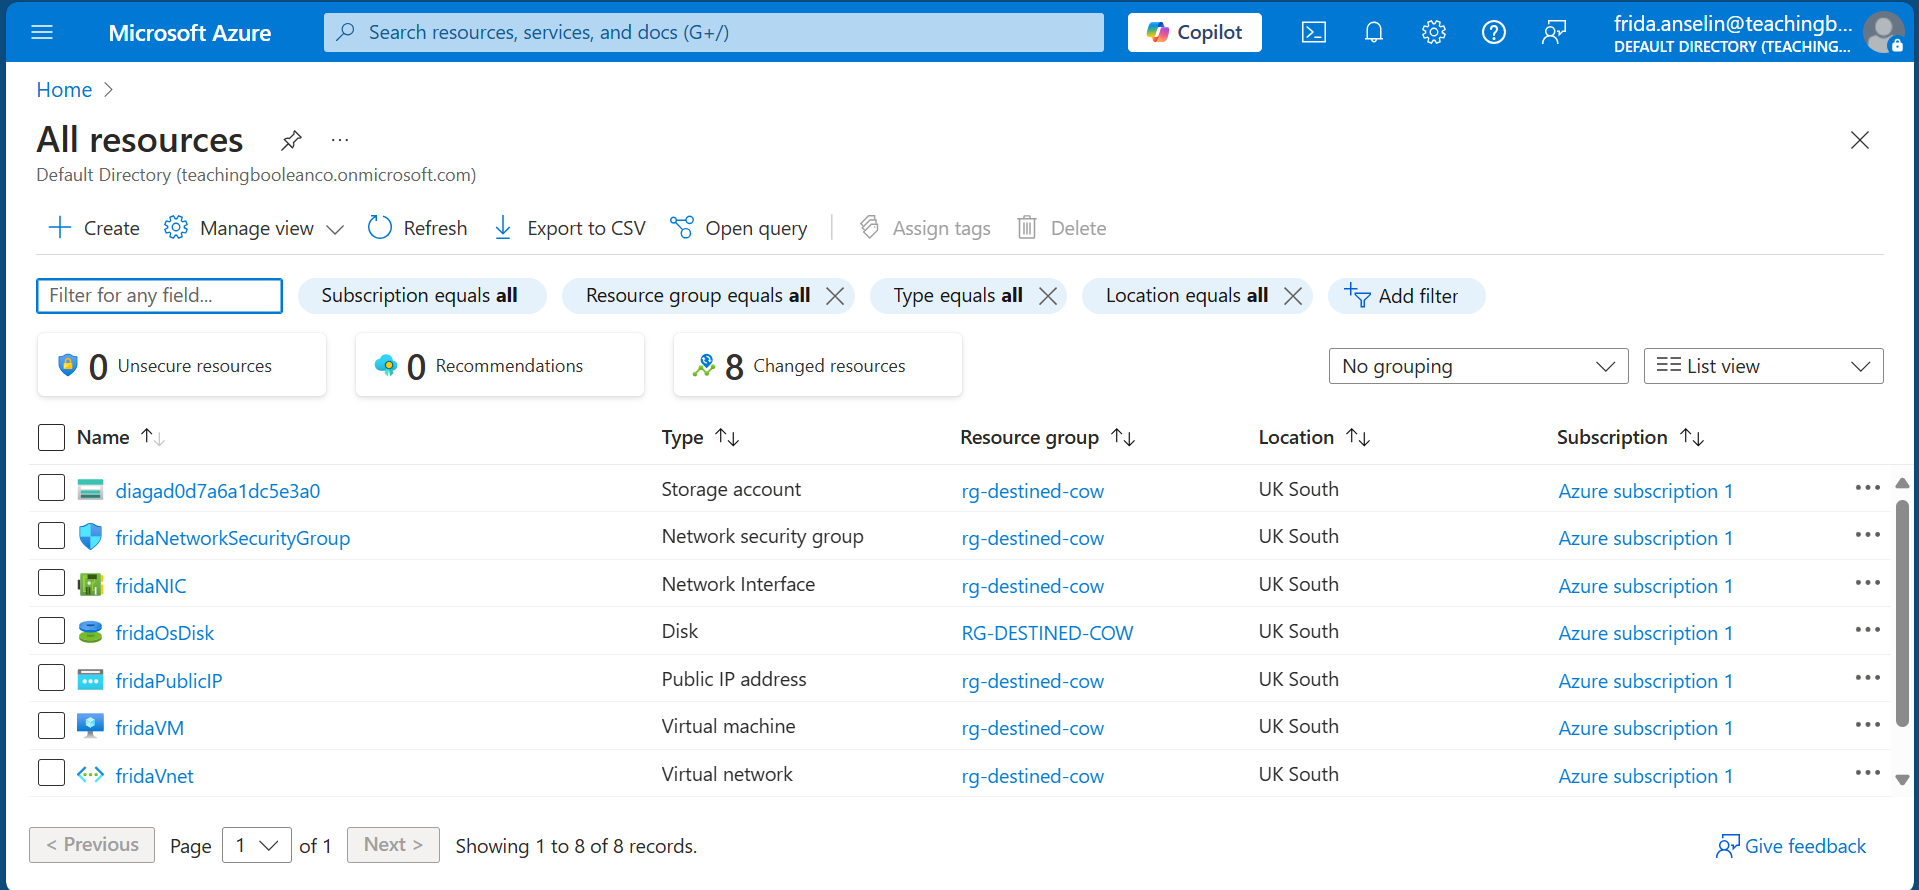 Microsoft Azure
Search resources, services, and docs (G+/)
Copilot
frida.anselin@teachingb...
DEFAULT DIRECTORY (TEACHING...
Home
All resources
Default Directory (teachingbooleanco.onmicrosoft.com)
Create Manage view Refresh Export to CSV Open query Assign tags Delete
Filter for any field... Subscription equals all Resource group equals all Type equals all Location equals all Add filter
0 Unsecure resources 0 Recommendations 8 Changed resources No grouping List view
Name Type Resource group Location Subscription
diagad0d7a6a1dc5e3a0 Storage account rg-destined-cow UK South Azure subscription 1
fridaNetworkSecurityGroup Network security group rg-destined-cow UK South Azure subscription 1
fridaNIC Network Interface rg-destined-cow UK South Azure subscription 1
fridaOsDisk Disk RG-DESTINED-COW UK South Azure subscription 1
fridaPublicIP Public IP address rg-destined-cow UK South Azure subscription 1
fridaVM Virtual machine rg-destined-cow UK South Azure subscription 1
fridaVnet Virtual network rg-destined-cow UK South Azure subscription 1
< Previous Page 1 of 1 Next > Showing 1 to 8 of 8 records. Give feedback